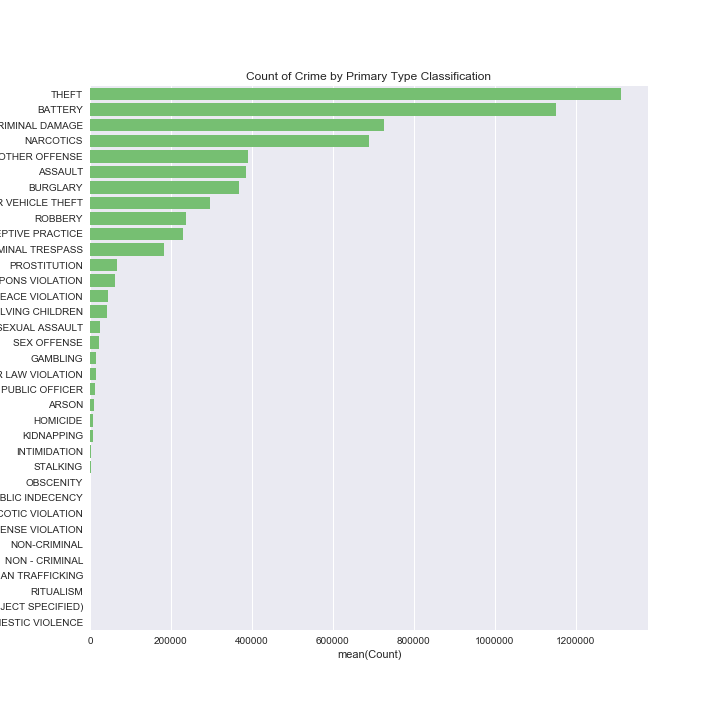 Count of Crime by Primary Type Classification
THEFT
BATTERY
RIMINAL DAMAGE
NARCOTICS
OTHER OFFENSE
ASSAULT
BURGLARY
R VEHICLE THEFT
ROBBERY
EPTIVE PRACTICE
MINAL TRESPASS
PROSTITUTION
PONS VIOLATION
EACE VIOLATION
LVING CHILDREN
SEXUAL ASSAULT
SEX OFFENSE
GAMBLING
R LAW VIOLATION
PUBLIC OFFICER
ARSON
HOMICIDE
KIDNAPPING
INTIMIDATION
STALKING
OBSCENITY
BLIC INDECENCY
COTIC VIOLATION
ENSE VIOLATION
NON-CRIMINAL
NON - CRIMINAL
AN TRAFFICKING
RITUALISM
JECT SPECIFIED)
MESTIC VIOLENCE
0 200000 400000 600000 800000 1000000 1200000
mean(Count)